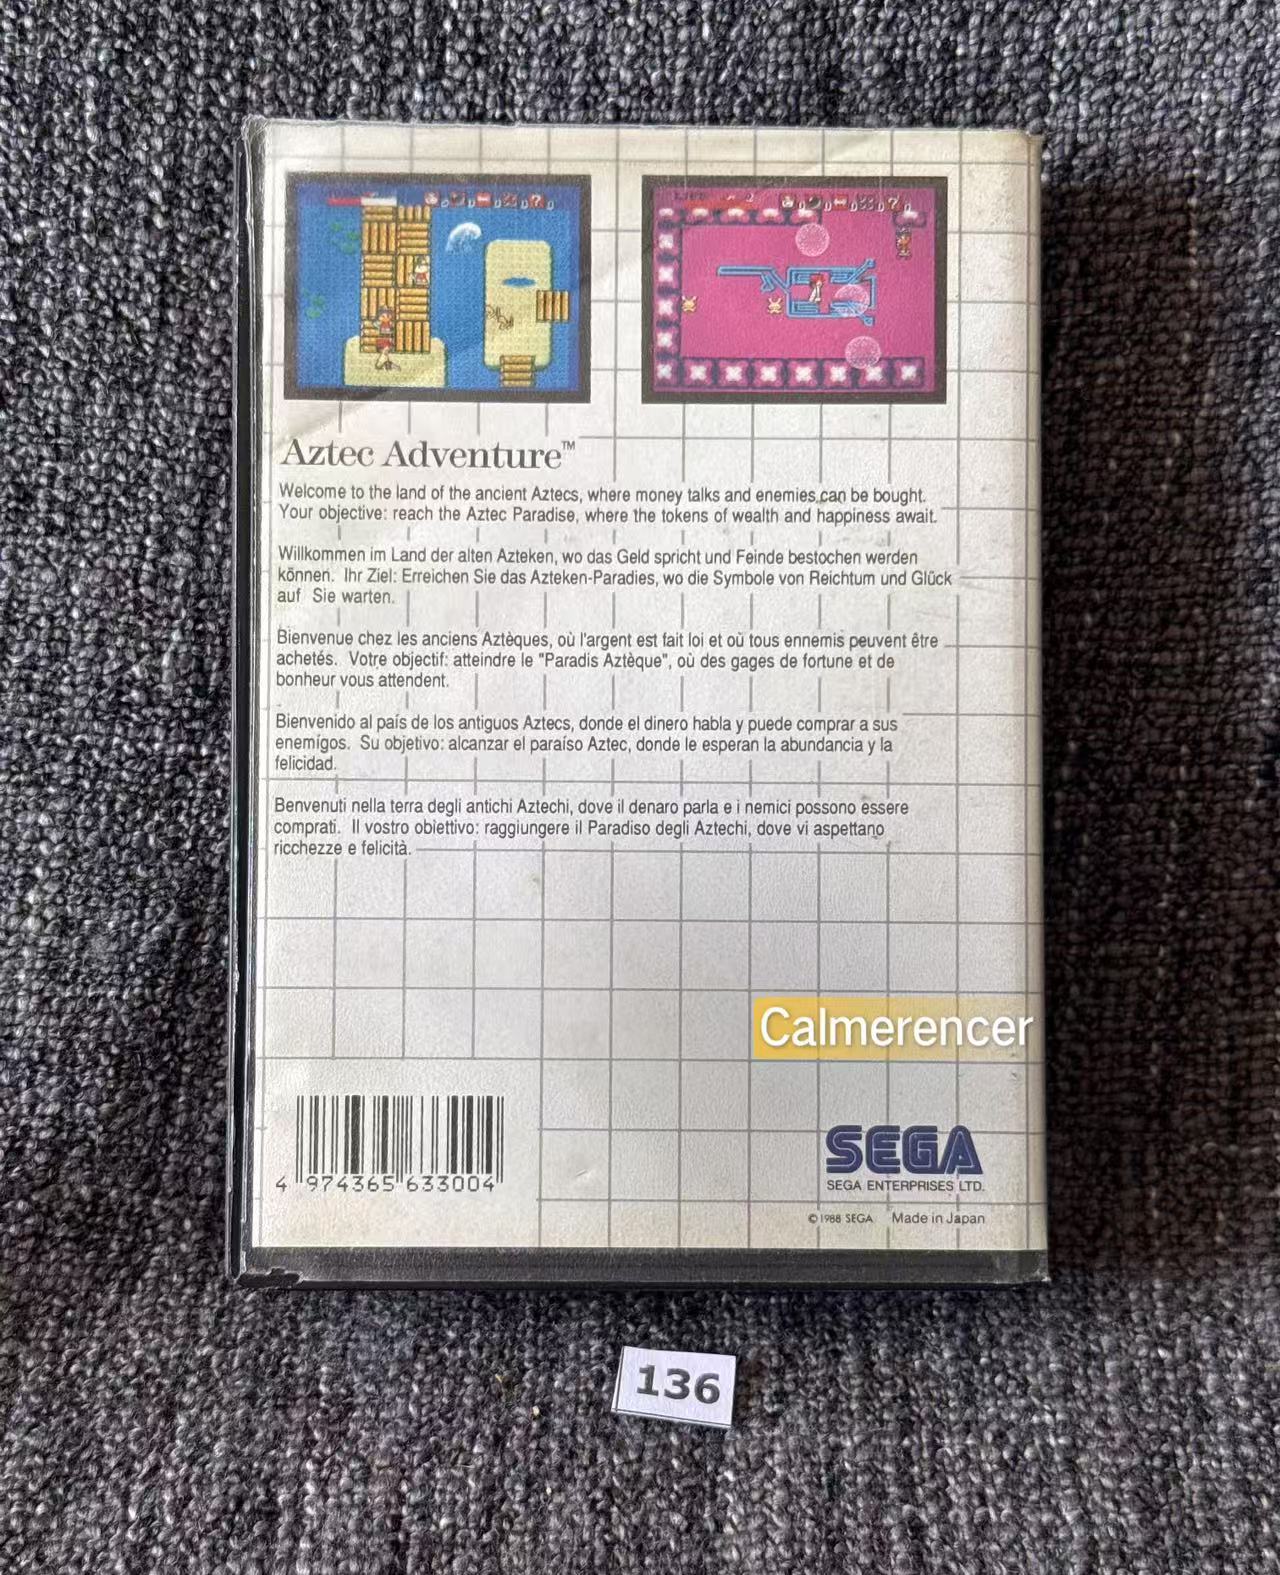 Aztec Adventure™
Welcome to the land of the ancient Aztecs, where money talks and enemies can be bought.
Your objective: reach the Aztec Paradise, where the tokens of wealth and happiness await.
Willkommen im Land der alten Azteken, wo das Geld spricht und Feinde bestochen werden
können. Ihr Ziel: Erreichen Sie das Azteken-Paradies, wo die Symbole von Reichtum und Glück
auf Sie warten.
Bienvenue chez les anciens Aztèques, où l'argent est fait loi et où tous ennemis peuvent être
achetés. Votre objectif: atteindre le "Paradis Aztèque", où des gages de fortune et de
bonheur vous attendent.
Bienvenido al país de los antiguos Aztecs, donde el dinero habla y puede comprar a sus
enemigos. Su objetivo: alcanzar el paraíso Aztec, donde le esperan la abundancia y la
felicidad.
Benvenuti nella terra degli antichi Aztechi, dove il denaro parla e i nemici possono essere
comprati. Il vostro obiettivo: raggiungere il Paradiso degli Aztechi, dove vi aspettano
ricchezze e felicità.
Calmerencer
4 974365 633004
SEGA
SEGA ENTERPRISES LTD.
©1988 SEGA Made in Japan
136